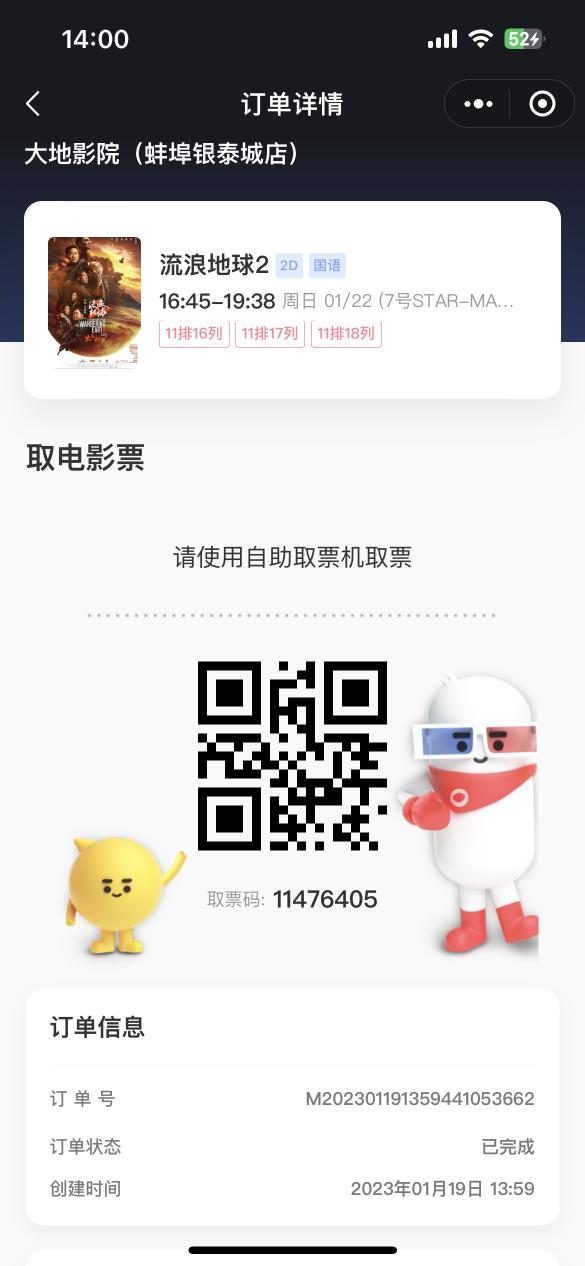 14:00
52
订单详情
大地影院（蚌埠银泰城店）
流浪地球2 2D 国语
16:45-19:38 周日 01/22 (7号STAR-MA...
11排16列 11排17列 11排18列
取电影票
请使用自助取票机取票
取票码: 11476405
订单信息
订 单 号 M202301191359441053662
订单状态 已完成
创建时间 2023年01月19日 13:59